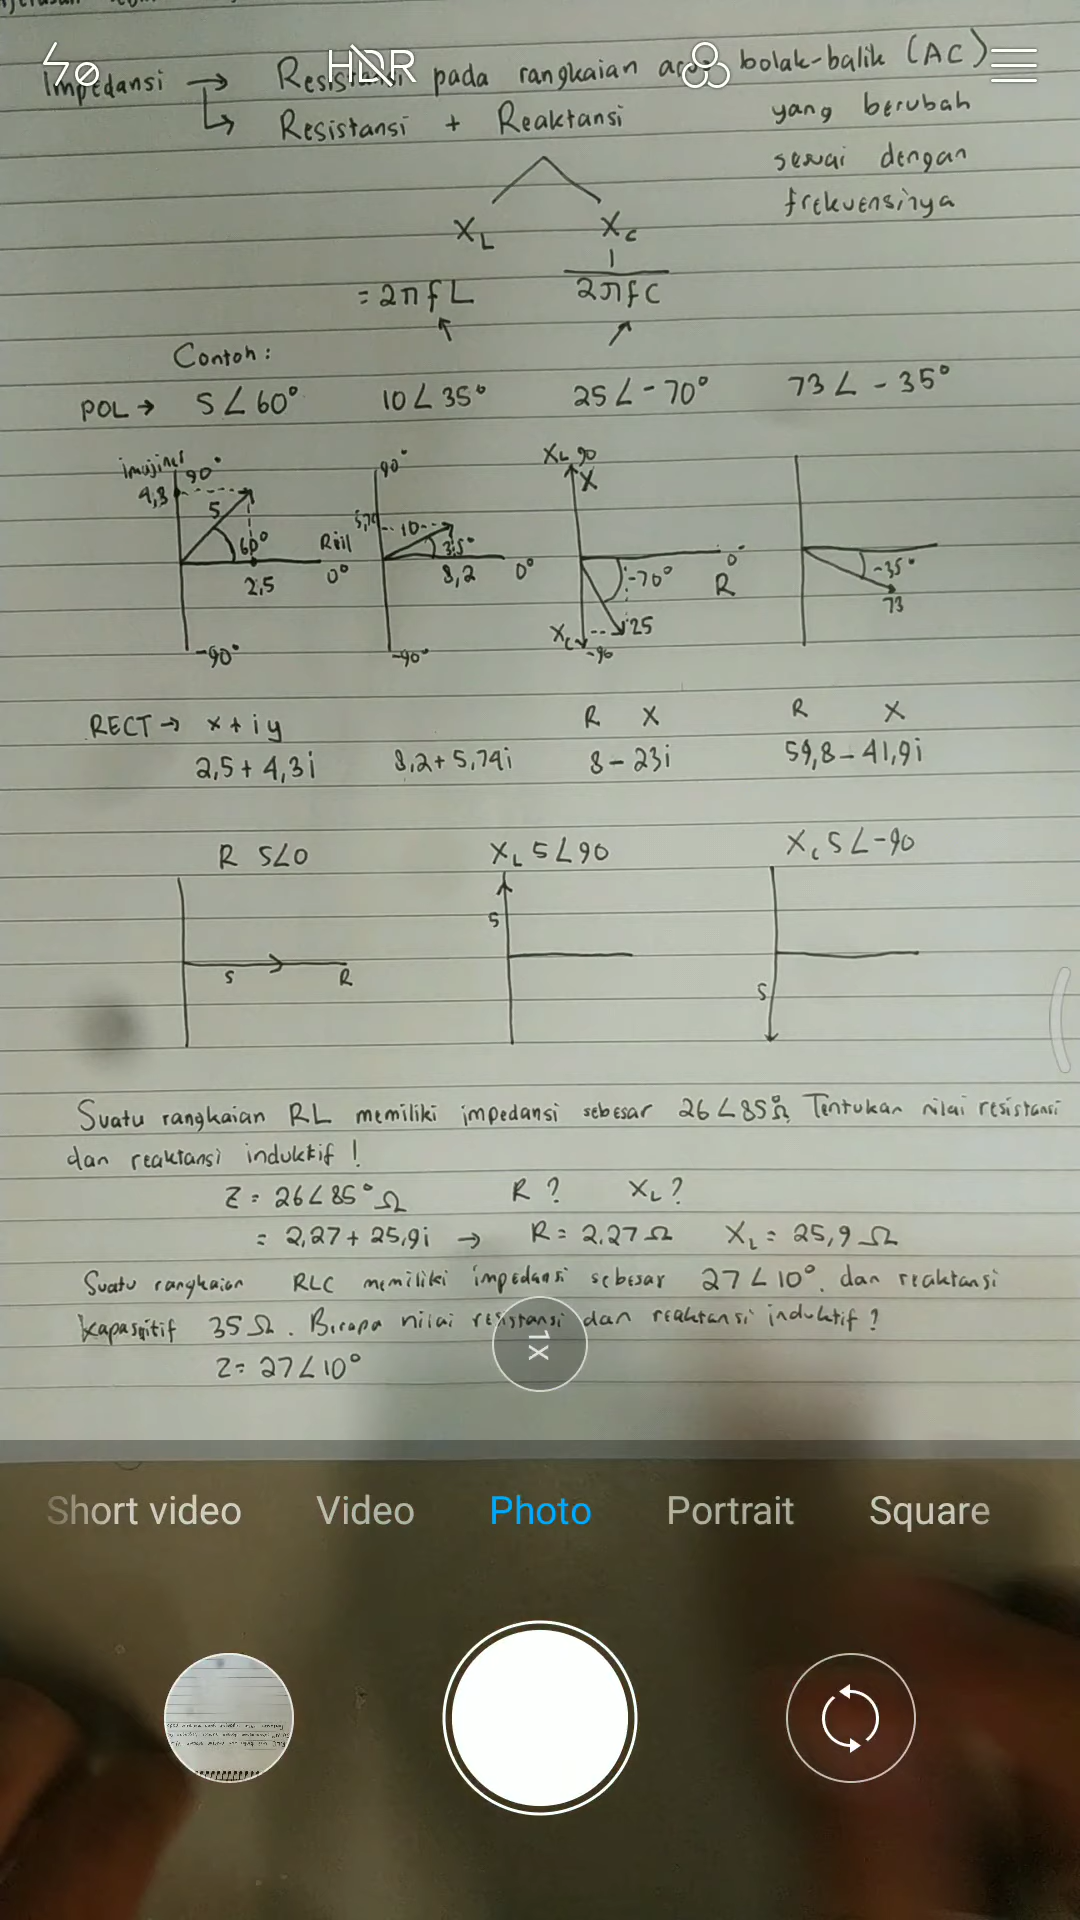 HDR
Impedansi → Resistansi pada rangkaian arus bolak-balik (AC)
↳ Resistansi + Reaktansi
yang berubah
sesuai dengan
frekuensinya
XL XC
= 2πfL 1/2πfC
Contoh:
POL → 5∠60° 10∠35° 25∠-70° 73∠-35°
imajiner 90°
4,3 5 60° Riil 0°
2,5
-90°
90°
5,74 10 35°
8,2 0°
-90°
XL 90
X
-70° 0°
R
25
XC -90
-35°
73
RECT → x + iy R X R X
2,5 + 4,3i 8,2 + 5,74i 8 - 23i 59,8 - 41,9i
R 5∠0 XL 5∠90 XC 5∠-90
5 R
5
5
Suatu rangkaian RL memiliki impedansi sebesar 26∠85°Ω. Tentukan nilai resistansi
dan reaktansi induktif !
Z = 26∠85° Ω R ? XL ?
= 2,27 + 25,9i → R = 2,27 Ω XL = 25,9 Ω
Suatu rangkaian RLC memiliki impedansi sebesar 27∠10° dan reaktansi
kapasitif 35 Ω. Berapa nilai resistansi dan reaktansi induktif ?
Z = 27∠10°
1X
Short video Video Photo Portrait Square